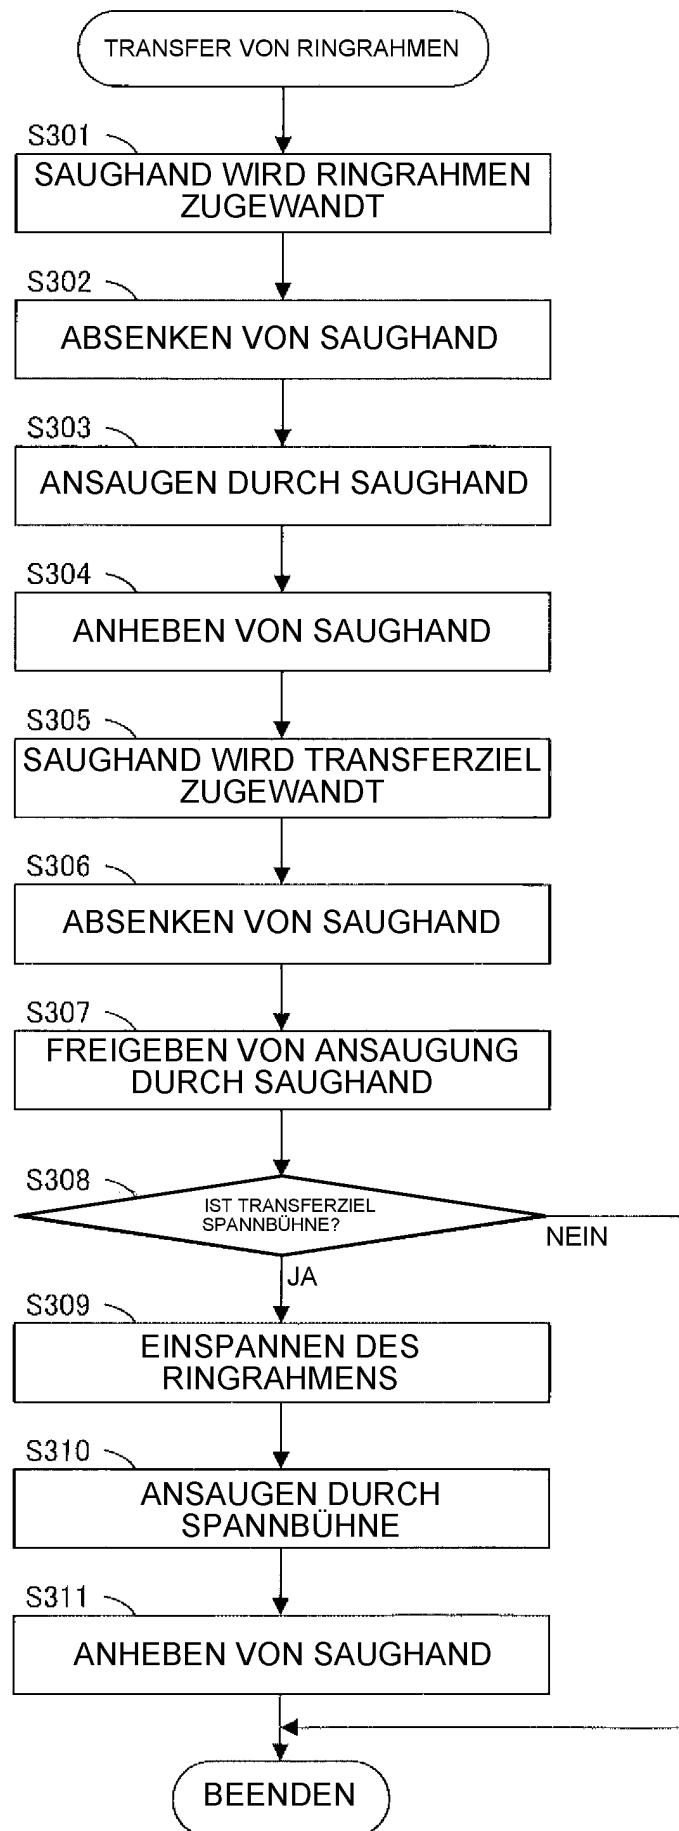 TRANSFER VON RINGRAHMEN
S301
SAUGHAND WIRD RINGRAHMEN
ZUGEWANDT
S302
ABSENKEN VON SAUGHAND
S303
ANSAUGEN DURCH SAUGHAND
S304
ANHEBEN VON SAUGHAND
S305
SAUGHAND WIRD TRANSFERZIEL
ZUGEWANDT
S306
ABSENKEN VON SAUGHAND
S307
FREIGEBEN VON ANSAUGUNG
DURCH SAUGHAND
S308
IST TRANSFERZIEL
SPANNBÜHNE?
NEIN
JA
S309
EINSPANNEN DES
RINGRAHMENS
S310
ANSAUGEN DURCH
SPANNBÜHNE
S311
ANHEBEN VON SAUGHAND
BEENDEN